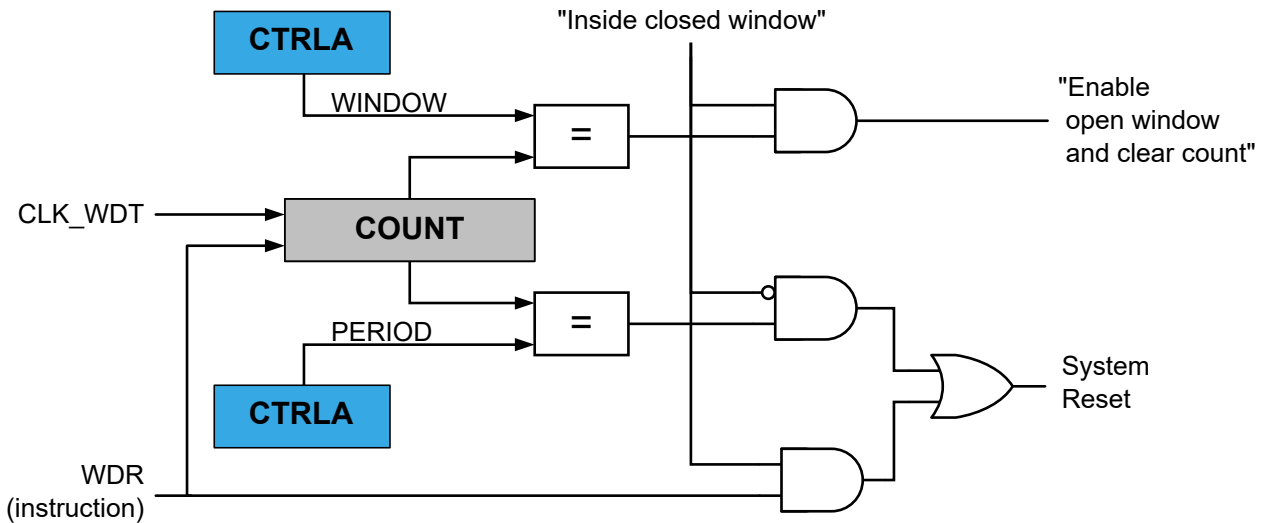 "Inside closed window"
CTRLA
WINDOW
=
"Enable
open window
and clear count"
CLK_WDT
COUNT
PERIOD
=
CTRLA
System
Reset
WDR
(instruction)